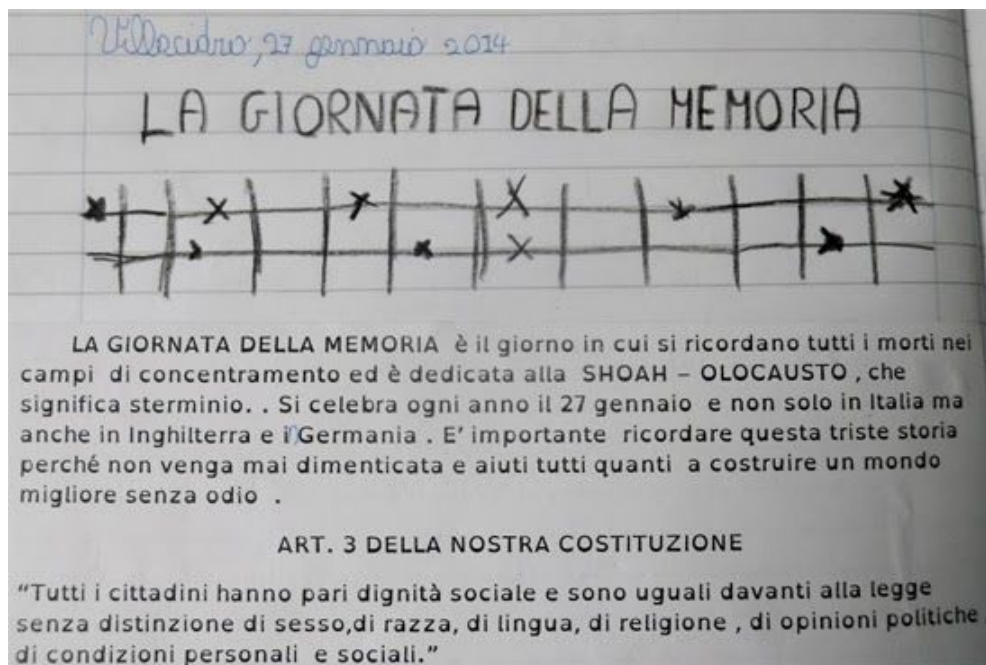 Villacidro, 27 gennaio 2014
LA GIORNATA DELLA MEMORIA
LA GIORNATA DELLA MEMORIA è il giorno in cui si ricordano tutti i morti nei
campi di concentramento ed è dedicata alla SHOAH – OLOCAUSTO , che
significa sterminio. . Si celebra ogni anno il 27 gennaio e non solo in Italia ma
anche in Inghilterra e in Germania . E' importante ricordare questa triste storia
perché non venga mai dimenticata e aiuti tutti quanti a costruire un mondo
migliore senza odio .
ART. 3 DELLA NOSTRA COSTITUZIONE
“Tutti i cittadini hanno pari dignità sociale e sono uguali davanti alla legge
senza distinzione di sesso,di razza, di lingua, di religione , di opinioni politiche
di condizioni personali e sociali.”